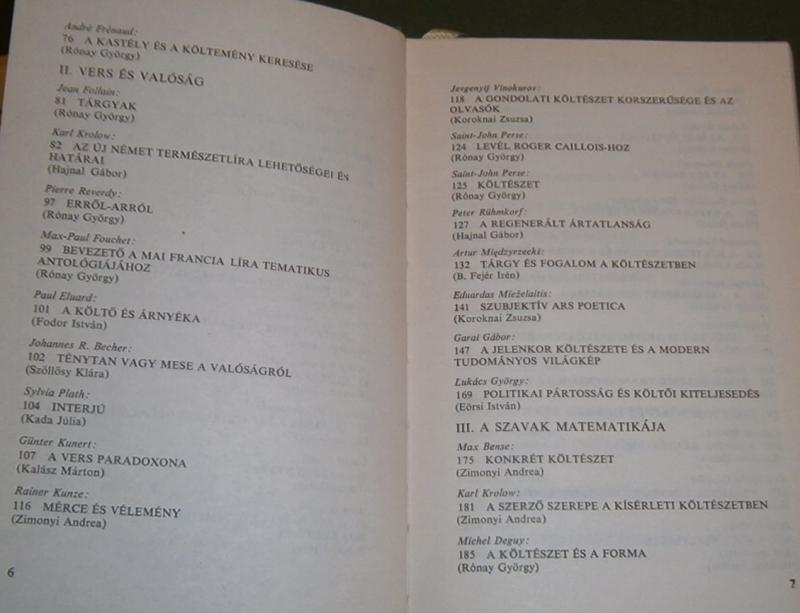 André Frénaud:
76 A KASTÉLY ÉS A KÖLTEMÉNY KERESÉSE
(Rónay György)
II. VERS ÉS VALÓSÁG
Jean Follain:
81 TÁRGYAK
(Rónay György)
Karl Krolow:
82 AZ ÚJ NÉMET TERMÉSZETLÍRA LEHETŐSÉGEI ÉS
HATÁRAI
(Hajnal Gábor)
Pierre Reverdy:
97 ERRŐL-ARRÓL
(Rónay György)
Max-Paul Fouchet:
99 BEVEZETŐ A MAI FRANCIA LÍRA TEMATIKUS
ANTOLÓGIÁJÁHOZ
(Rónay György)
Paul Eluard:
101 A KÖLTŐ ÉS ÁRNYÉKA
(Fodor István)
Johannes R. Becher:
102 TÉNYTAN VAGY MESE A VALÓSÁGRÓL
(Szöllősy Klára)
Sylvia Plath:
104 INTERJÚ
(Kada Júlia)
Günter Kunert:
107 A VERS PARADOXONA
(Kalász Márton)
Rainer Kunze:
116 MÉRCE ÉS VÉLEMÉNY
(Zimonyi Andrea)
6
Jevgenyij Vinokurov:
118 A GONDOLATI KÖLTÉSZET KORSZERŰSÉGE ÉS AZ
OLVASÓK
(Koroknai Zsuzsa)
Saint-John Perse:
124 LEVÉL ROGER CAILLOIS-HOZ
(Rónay György)
Saint-John Perse:
125 KÖLTÉSZET
(Rónay György)
Peter Rühmkorf:
127 A REGENERÁLT ÁRTATLANSÁG
(Hajnal Gábor)
Artur Międzyrzecki:
132 TÁRGY ÉS FOGALOM A KÖLTÉSZETBEN
(B. Fejér Irén)
Eduardas Mieželaitis:
141 SZUBJEKTÍV ARS POETICA
(Koroknai Zsuzsa)
Garai Gábor:
147 A JELENKOR KÖLTÉSZETE ÉS A MODERN
TUDOMÁNYOS VILÁGKÉP
Lukács György:
169 POLITIKAI PÁRTOSSÁG ÉS KÖLTŐI KITELJESEDÉS
(Eörsi István)
III. A SZAVAK MATEMATIKÁJA
Max Bense:
175 KONKRÉT KÖLTÉSZET
(Zimonyi Andrea)
Karl Krolow:
181 A SZERZŐ SZEREPE A KÍSÉRLETI KÖLTÉSZETBEN
(Zimonyi Andrea)
Michel Deguy:
185 A KÖLTÉSZET ÉS A FORMA
(Rónay György)
7